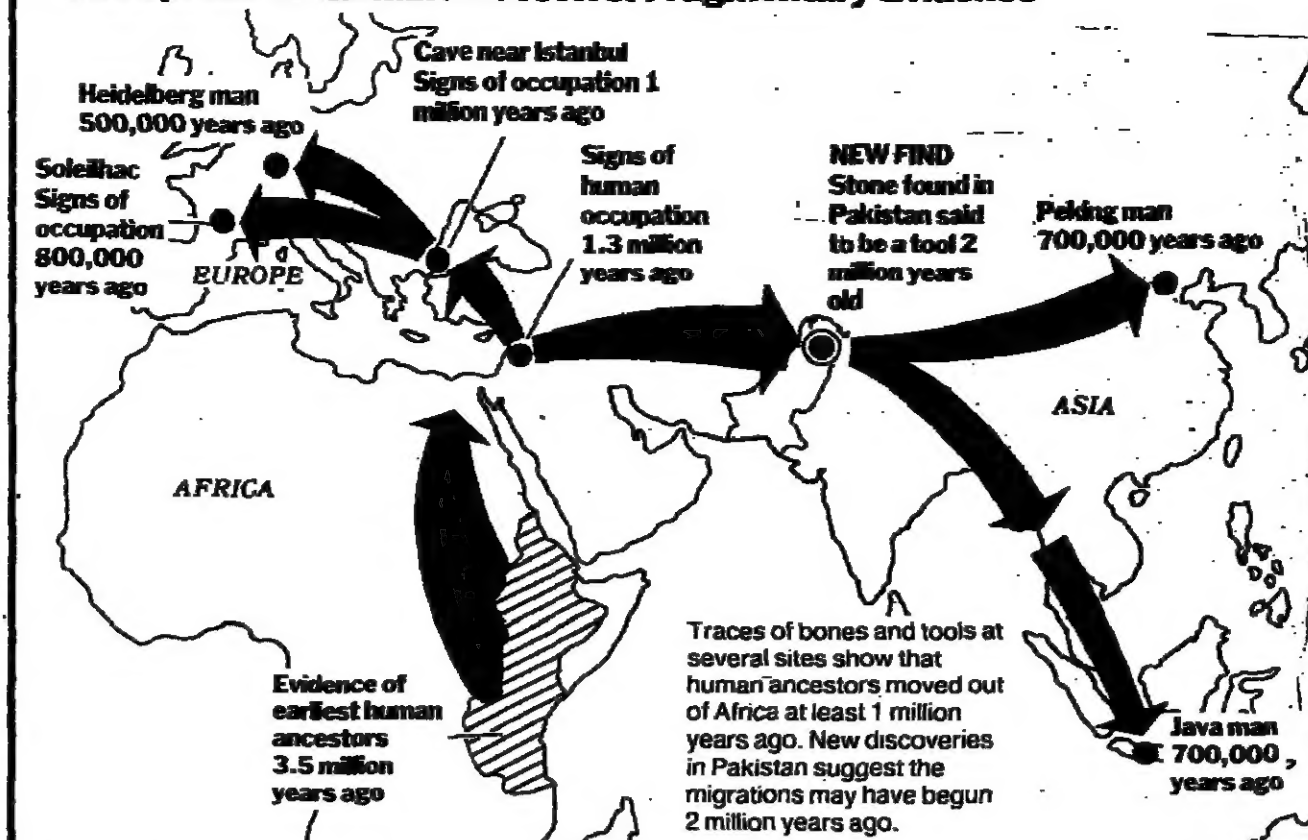 Fragmentary Evidence
Cave near Istanbul
Signs of occupation 1
million years ago
Heidelberg man
500,000 years ago
Soleilhac
Signs of
occupation
800,000
years ago
EUROPE
Signs of
human
occupation
1.3 million
years ago
NEW FIND
Stone found in
Pakistan said
to be a tool 2
million years
old
Peking man
700,000 years ago
ASIA
AFRICA
Evidence of
earliest human
ancestors
3.5 million
years ago
Traces of bones and tools at
several sites show that
human ancestors moved out
of Africa at least 1 million
years ago. New discoveries
in Pakistan suggest the
migrations may have begun
2 million years ago.
Java man
700,000
years ago